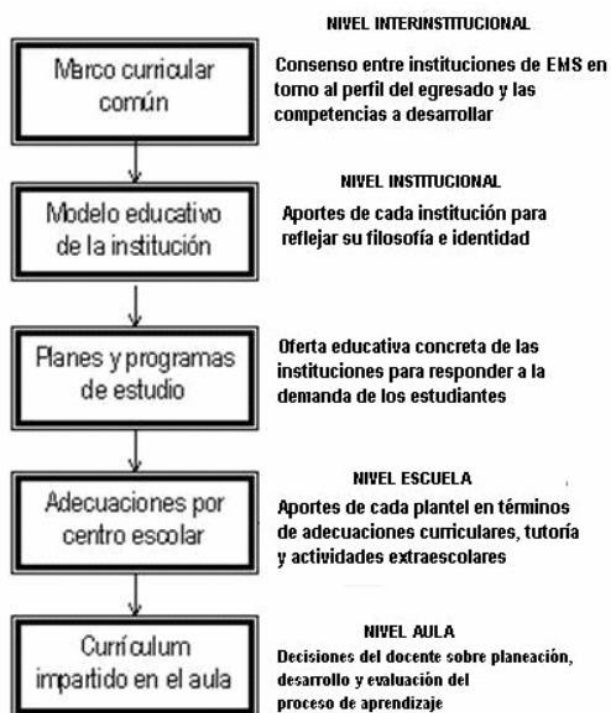 NIVEL INTERINSTITUCIONAL
Marco curricular
común
Consenso entre instituciones de EMS en
torno al perfil del egresado y las
competencias a desarrollar
NIVEL INSTITUCIONAL
Modelo educativo
de la institución
Aportes de cada institución para
reflejar su filosofía e identidad
Planes y programas
de estudio
Oferta educativa concreta de las
instituciones para responder a la
demanda de los estudiantes
NIVEL ESCUELA
Adecuaciones por
centro escolar
Aportes de cada plantel en términos
de adecuaciones curriculares, tutoría
y actividades extraescolares
NIVEL AULA
Currículum
impartido en el aula
Decisiones del docente sobre planeación,
desarrollo y evaluación del
proceso de aprendizaje